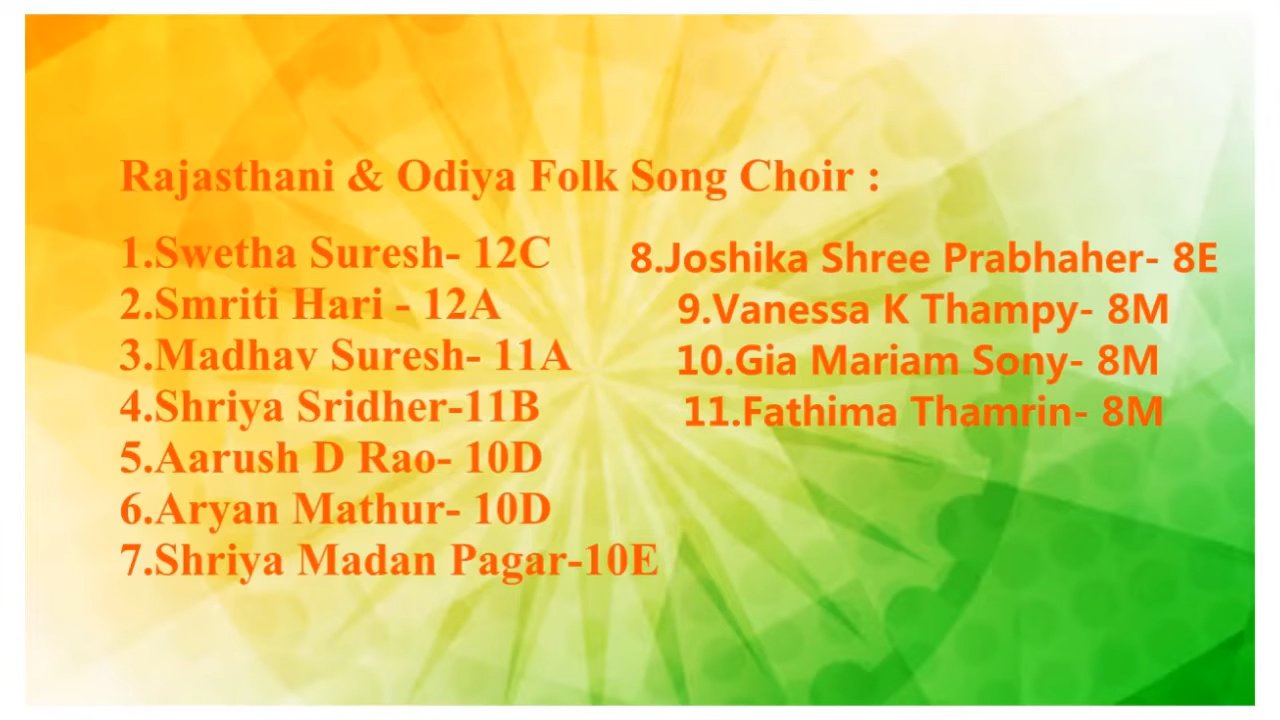 Rajasthani & Odiya Folk Song Choir :
1.Swetha Suresh- 12C
2.Smriti Hari - 12A
3.Madhav Suresh- 11A
4.Shriya Sridher-11B
5.Aarush D Rao- 10D
6.Aryan Mathur- 10D
7.Shriya Madan Pagar-10E
8.Joshika Shree Prabhaher- 8E
9.Vanessa K Thampy- 8M
10.Gia Mariam Sony- 8M
11.Fathima Thamrin- 8M